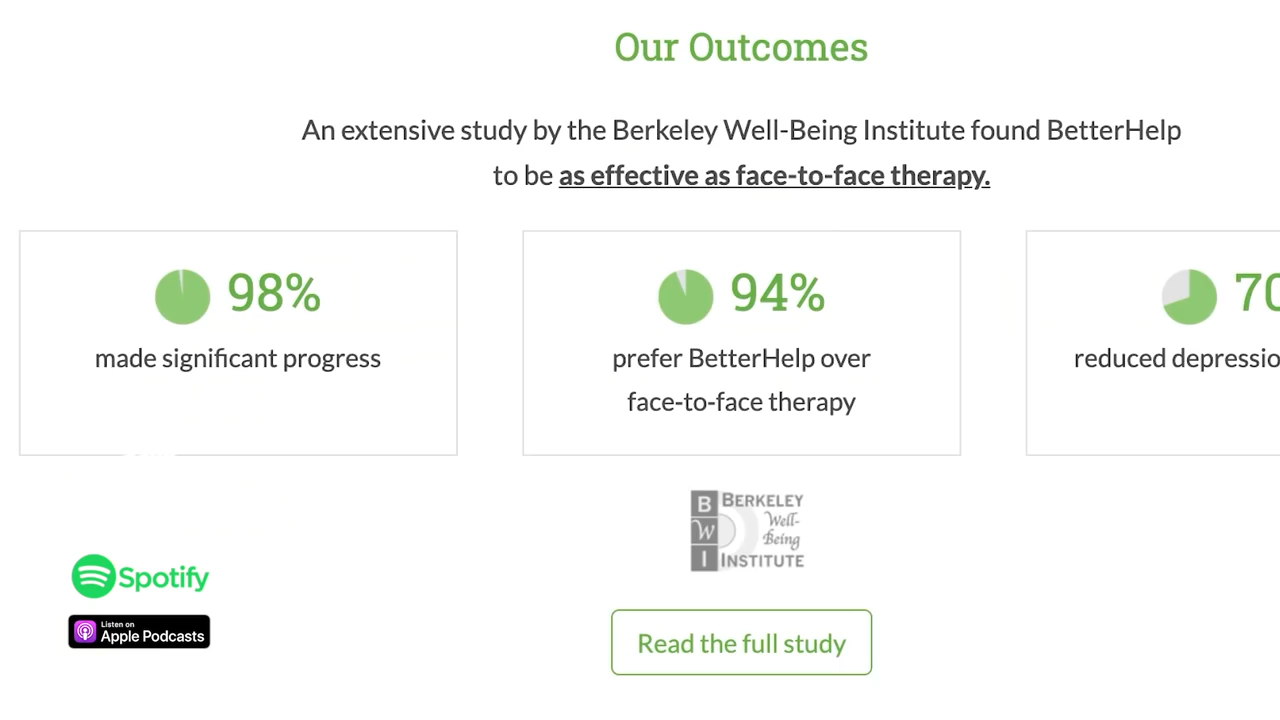 Our Outcomes
An extensive study by the Berkeley Well-Being Institute found BetterHelp
to be as effective as face-to-face therapy.
98%
made significant progress
94%
prefer BetterHelp over
face-to-face therapy
70
reduced depressio
B W I
BERKELEY
Well-
Being
INSTITUTE
Spotify
Listen on
Apple Podcasts
Read the full study